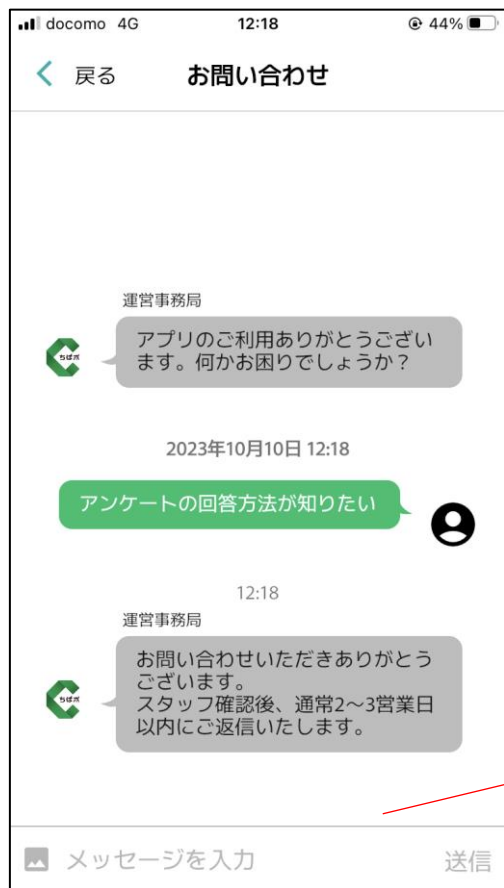 docomo 4G 12:18 44%
戻る お問い合わせ
運営事務局
ちばポ
アプリのご利用ありがとうござい
ます。何かお困りでしょうか？
2023年10月10日 12:18
アンケートの回答方法が知りたい
12:18
運営事務局
ちばポ
お問い合わせいただきありがとう
ございます。
スタッフ確認後、通常2～3営業日
以内にご返信いたします。
メッセージを入力 送信